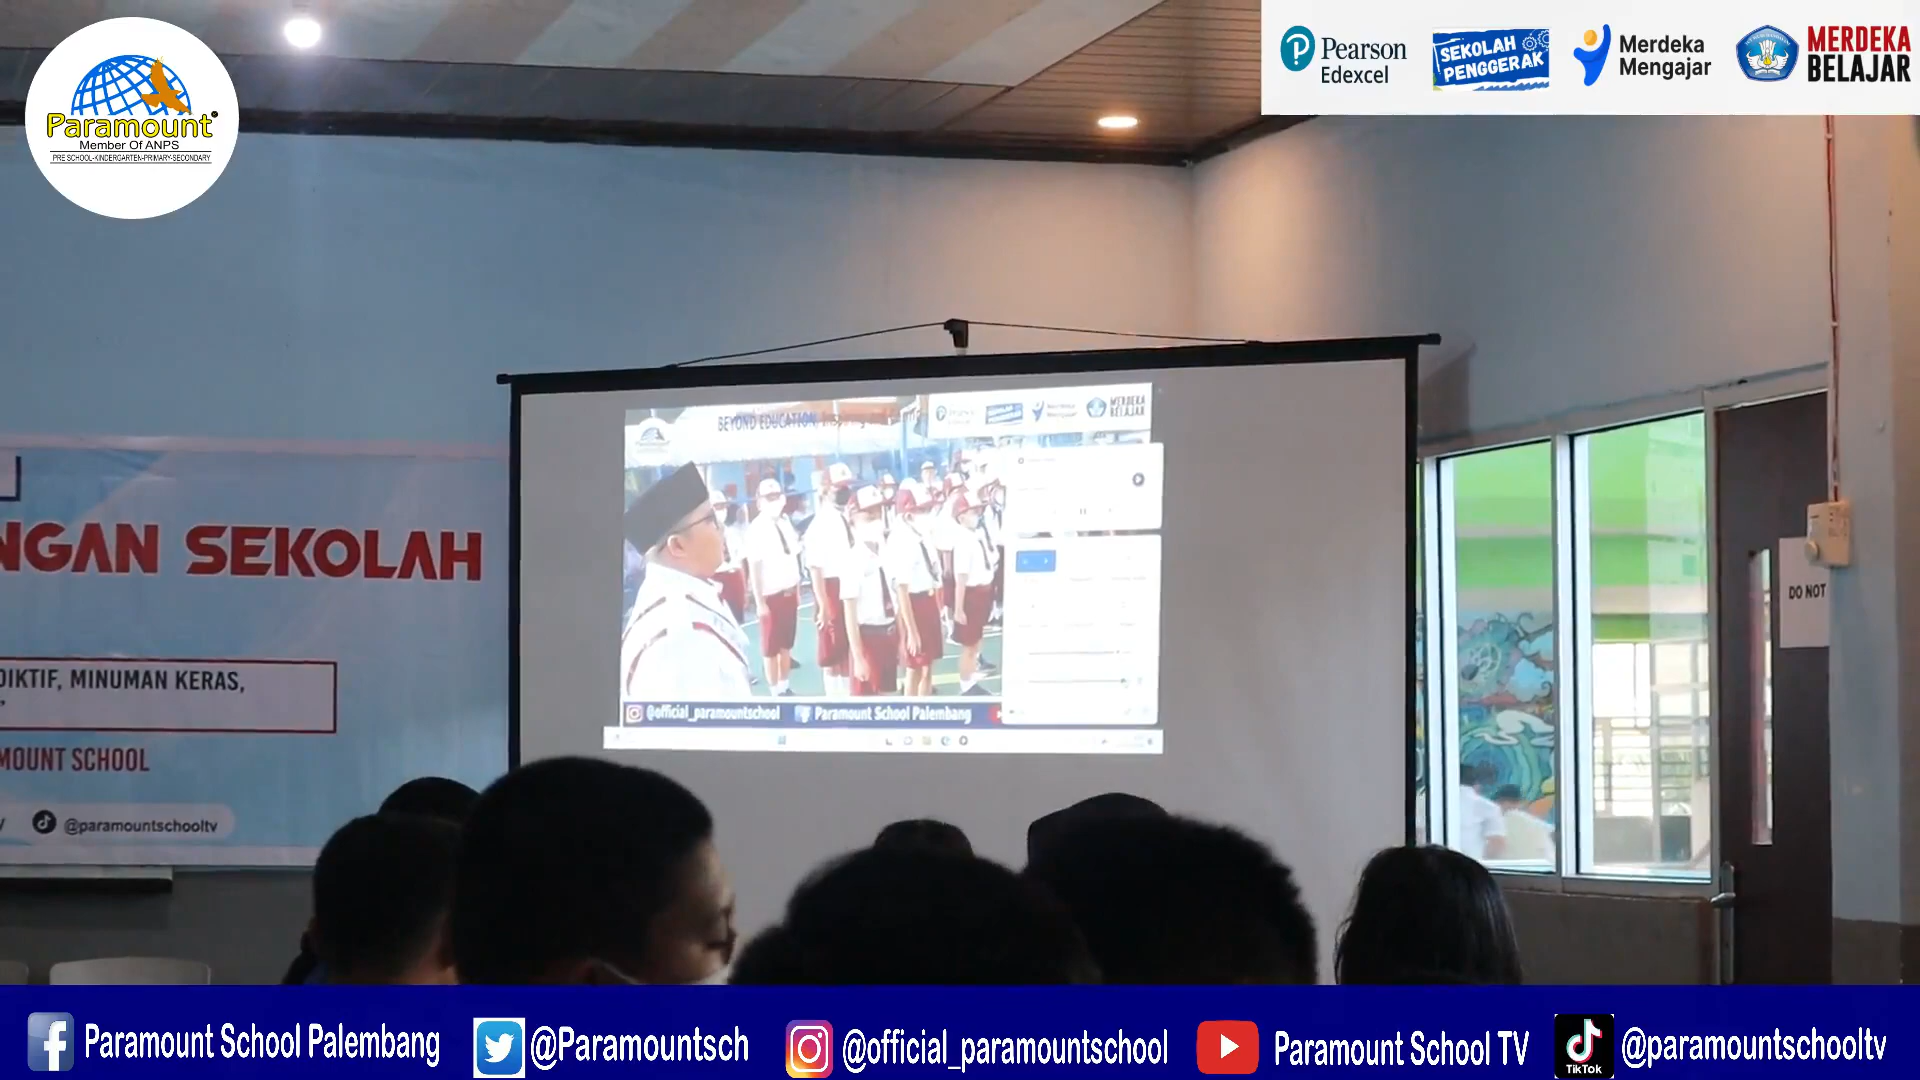 Paramount
Member Of ANPS
PRE SCHOOL-KINDERGARTEN-PRIMARY-SECONDARY
Pearson
Edexcel
SEKOLAH
PENGGERAK
Merdeka
Mengajar
MERDEKA
BELAJAR
BEYOND EDUCATION,
MERDEKA
BELAJAR
@official_paramountschool
Paramount School Palembang
NGAN SEKOLAH
DIKTIF, MINUMAN KERAS,
MOUNT SCHOOL
@paramountschooltv
DO NOT
Paramount School Palembang
@Paramountsch
@official_paramountschool
Paramount School TV
TikTok
@paramountschooltv